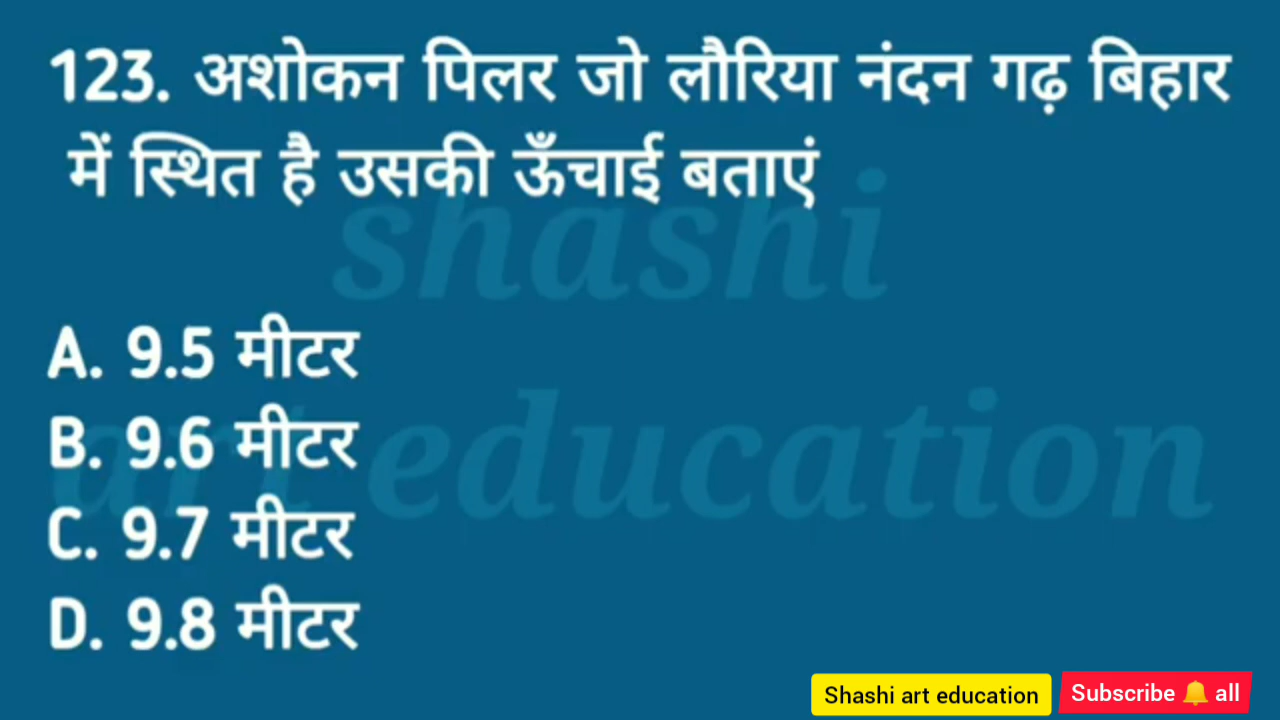 123. अशोकन पिलर जो लौरिया नंदन गढ़ बिहार
में स्थित है उसकी ऊँचाई बताएं
shashi
A. 9.5 मीटर
B. 9.6 मीटर
art education
C. 9.7 मीटर
D. 9.8 मीटर
Shashi art education
Subscribe 🔔 all